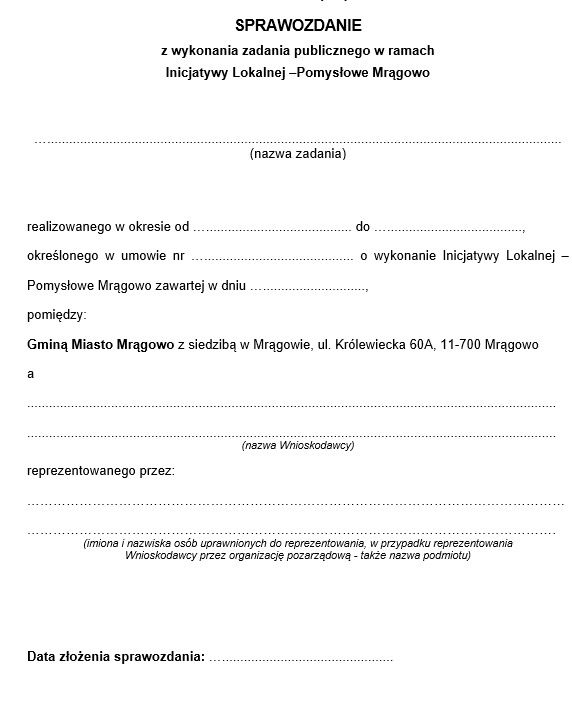 SPRAWOZDANIE
z wykonania zadania publicznego w ramach
Inicjatywy Lokalnej –Pomysłowe Mrągowo
….............................................................................................................................................
(nazwa zadania)
realizowanego w okresie od …........................................ do ….....................................,
określonego w umowie nr …......................................... o wykonanie Inicjatywy Lokalnej –
Pomysłowe Mrągowo zawartej w dniu ….............................,
pomiędzy:
Gminą Miasto Mrągowo z siedzibą w Mrągowie, ul. Królewiecka 60A, 11-700 Mrągowo
a
..................................................................................................................................................
..................................................................................................................................................
(nazwa Wnioskodawcy)
reprezentowanego przez:
……………………………………………………………………………………………………………
………………………………………………………………………………………………………….
(imiona i nazwiska osób uprawnionych do reprezentowania, w przypadku reprezentowania
Wnioskodawcy przez organizację pozarządową - także nazwa podmiotu)
Data złożenia sprawozdania: …...............................................